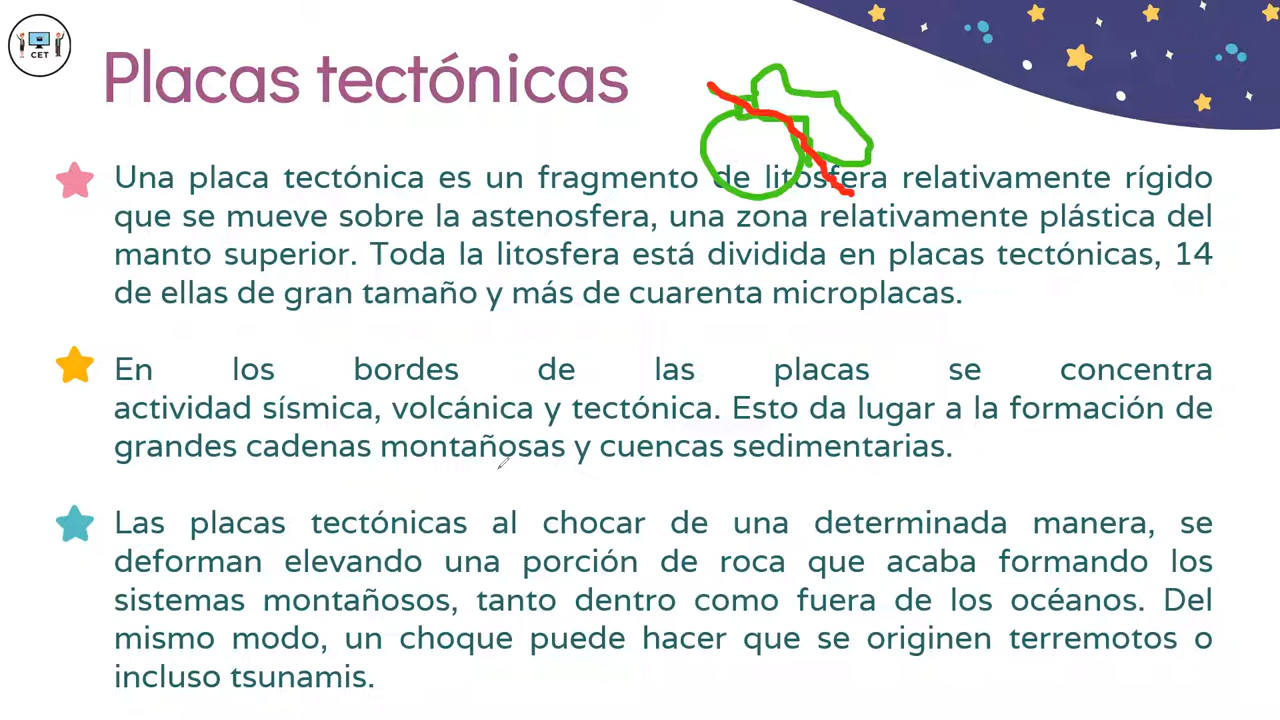 CET
Placas tectónicas
Una placa tectónica es un fragmento de litosfera relativamente rígido
que se mueve sobre la astenosfera, una zona relativamente plástica del
manto superior. Toda la litosfera está dividida en placas tectónicas, 14
de ellas de gran tamaño y más de cuarenta microplacas.
En los bordes de las placas se concentra
actividad sísmica, volcánica y tectónica. Esto da lugar a la formación de
grandes cadenas montañosas y cuencas sedimentarias.
Las placas tectónicas al chocar de una determinada manera, se
deforman elevando una porción de roca que acaba formando los
sistemas montañosos, tanto dentro como fuera de los océanos. Del
mismo modo, un choque puede hacer que se originen terremotos o
incluso tsunamis.